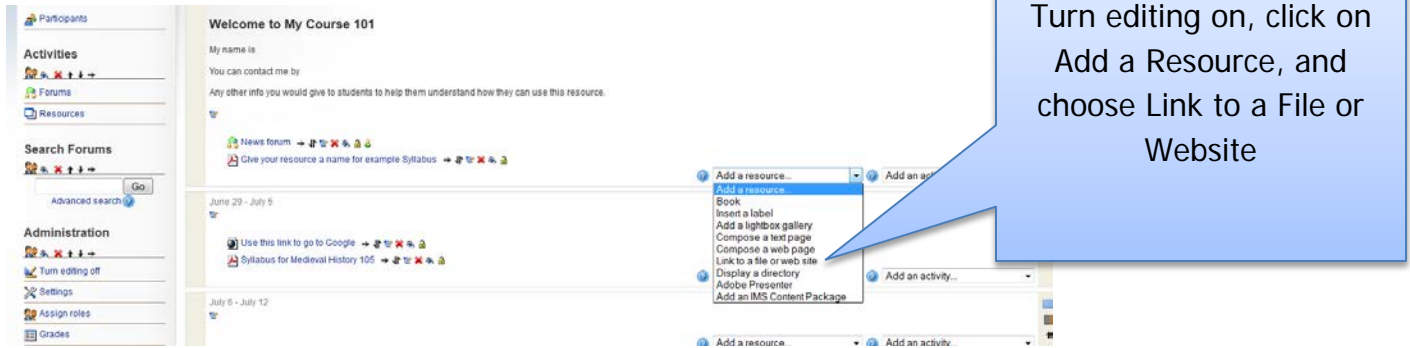 Participants
Activities
Forums
Resources
Search Forums
Go
Advanced search
Administration
Turn editing off
Settings
Assign roles
Grades
Welcome to My Course 101
My name is
You can contact me by
Any other info you would give to students to help them understand how they can use this resource.
News forum
Give your resource a name for example Syllabus
Add a resource...
Add an act
Add a resource...
Book
Insert a label
Add a lightbox gallery
Compose a text page
Compose a web page
Link to a file or web site
Display a directory
Adobe Presenter
Add an IMS Content Package
June 29 - July 5
Use this link to go to Google
Syllabus for Medieval History 105
Add an activity...
July 6 - July 12
Add a resource...
Add an activity...
Turn editing on, click on
Add a Resource, and
choose Link to a File or
Website